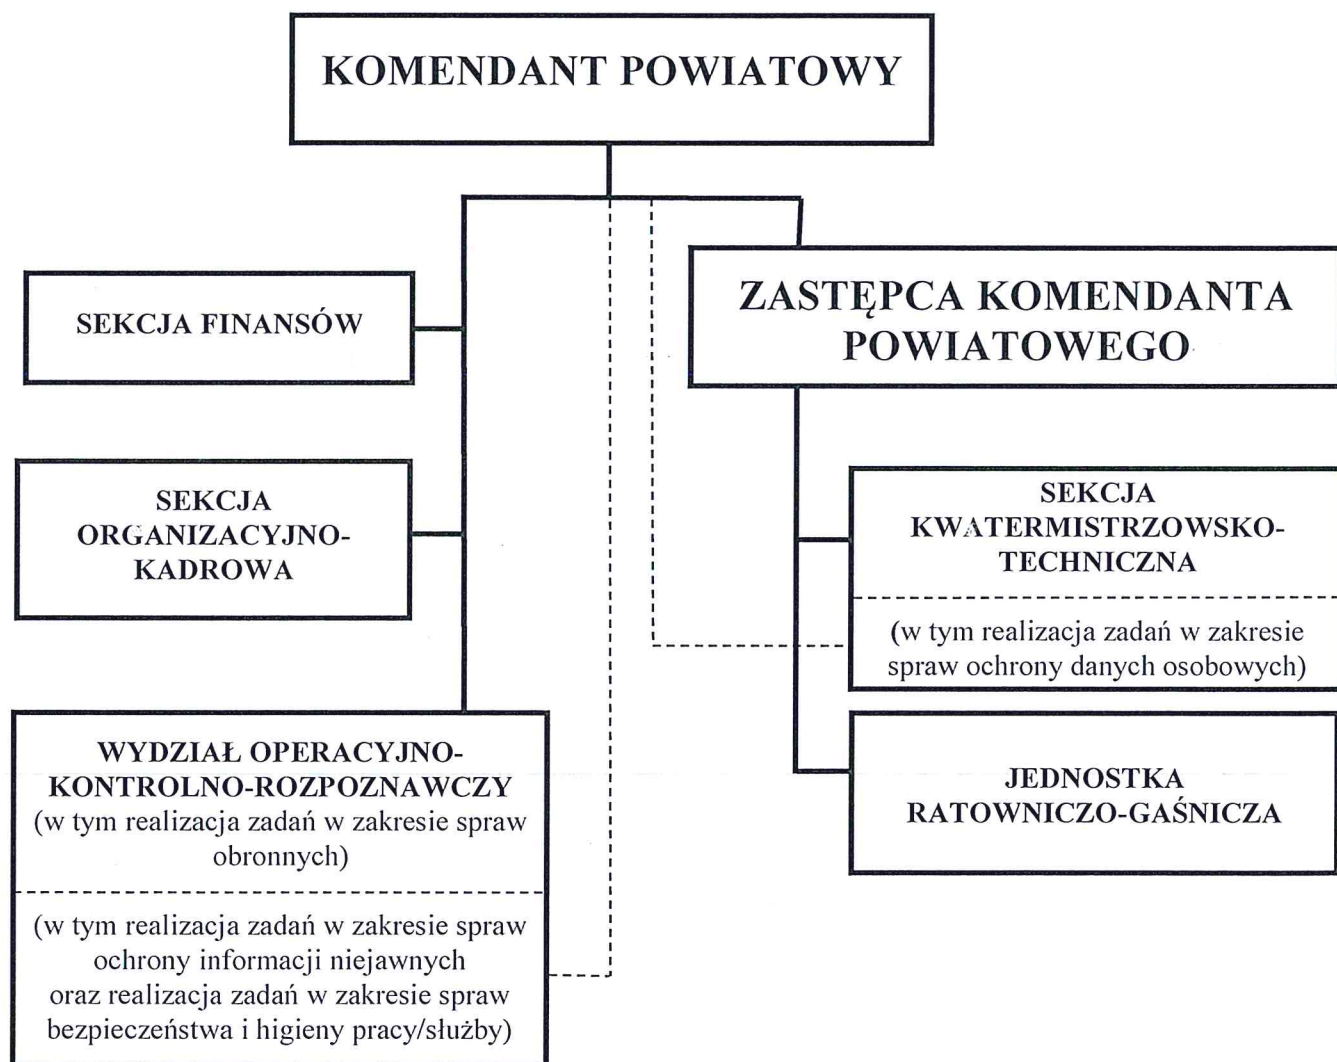 KOMENDANT POWIATOWY
ZASTĘPCA KOMENDANTA
POWIATOWEGO
SEKCJA FINANSÓW
SEKCJA
ORGANIZACYJNO-
KADROWA
WYDZIAŁ OPERACYJNO-
KONTROLNO-ROZPOZNAWCZY
(w tym realizacja zadań w zakresie spraw
obronnych)
(w tym realizacja zadań w zakresie spraw
ochrony informacji niejawnych
oraz realizacja zadań w zakresie spraw
bezpieczeństwa i higieny pracy/służby)
SEKCJA
KWATERMISTRZOWSKO-
TECHNICZNA
(w tym realizacja zadań w zakresie
spraw ochrony danych osobowych)
JEDNOSTKA
RATOWNICZO-GAŚNICZA